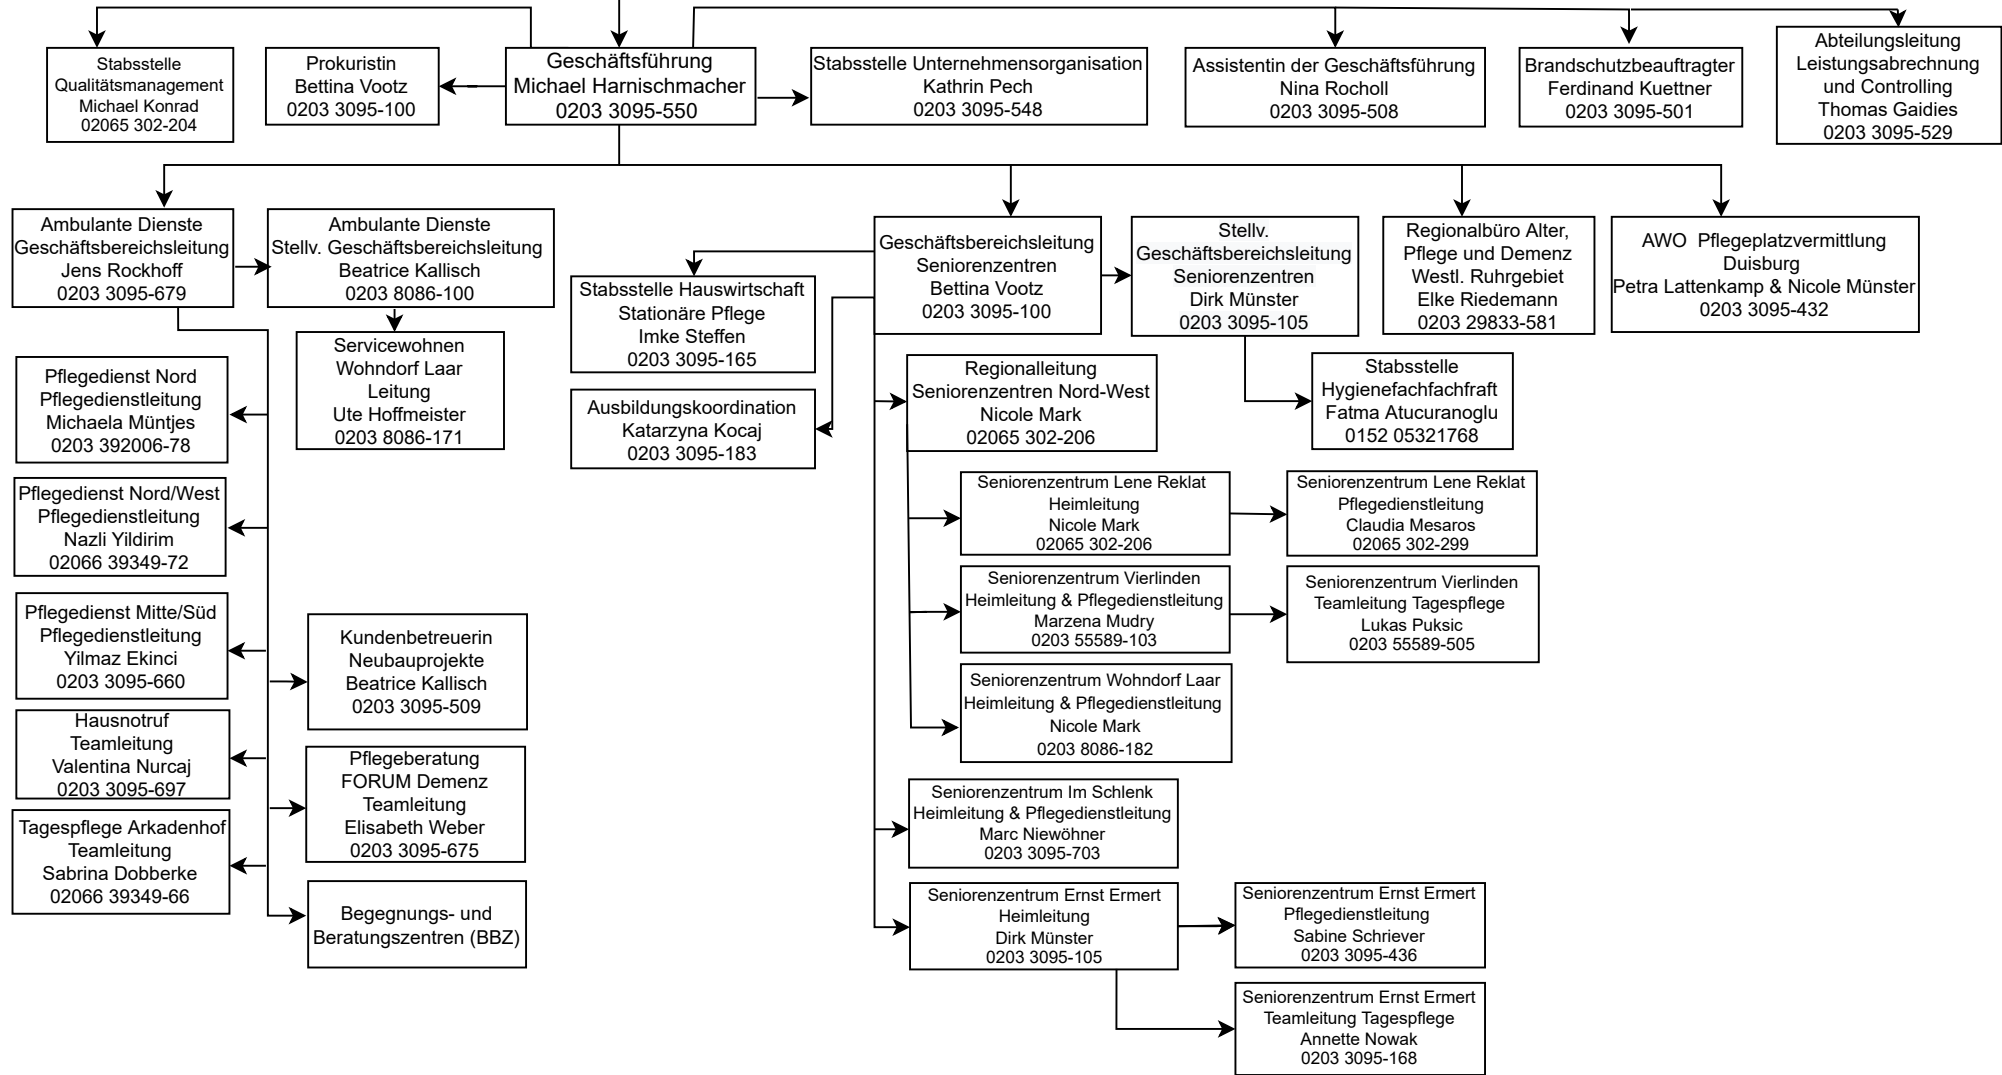 Stabsstelle
Qualitätsmanagement
Michael Konrad
02065 302-204
Prokuristin
Bettina Vootz
0203 3095-100
Geschäftsführung
Michael Harnischmacher
0203 3095-550
Stabsstelle Unternehmensorganisation
Kathrin Pech
0203 3095-548
Assistentin der Geschäftsführung
Nina Rocholl
0203 3095-508
Brandschutzbeauftragter
Ferdinand Kuettner
0203 3095-501
Abteilungsleitung
Leistungsabrechnung
und Controlling
Thomas Gaidies
0203 3095-529
Ambulante Dienste
Geschäftsbereichsleitung
Jens Rockhoff
0203 3095-679
Ambulante Dienste
Stellv. Geschäftsbereichsleitung
Beatrice Kallisch
0203 8086-100
Servicewohnen
Wohndorf Laar
Leitung
Ute Hoffmeister
0203 8086-171
Stabsstelle Hauswirtschaft
Stationäre Pflege
Imke Steffen
0203 3095-165
Ausbildungskoordination
Katarzyna Kocaj
0203 3095-183
Geschäftsbereichsleitung
Seniorenzentren
Bettina Vootz
0203 3095-100
Stellv.
Geschäftsbereichsleitung
Seniorenzentren
Dirk Münster
0203 3095-105
Regionalbüro Alter,
Pflege und Demenz
Westl. Ruhrgebiet
Elke Riedemann
0203 29833-581
AWO Pflegeplatzvermittlung
Duisburg
Petra Lattenkamp & Nicole Münster
0203 3095-432
Stabsstelle
Hygienefachfachfraft
Fatma Atucuranoglu
0152 05321768
Regionalleitung
Seniorenzentren Nord-West
Nicole Mark
02065 302-206
Pflegedienst Nord
Pflegedienstleitung
Michaela Müntjes
0203 392006-78
Pflegedienst Nord/West
Pflegedienstleitung
Nazli Yildirim
02066 39349-72
Pflegedienst Mitte/Süd
Pflegedienstleitung
Yilmaz Ekinci
0203 3095-660
Hausnotruf
Teamleitung
Valentina Nurcaj
0203 3095-697
Tagespflege Arkadenhof
Teamleitung
Sabrina Dobberke
02066 39349-66
Kundenbetreuerin
Neubauprojekte
Beatrice Kallisch
0203 3095-509
Pflegeberatung
FORUM Demenz
Teamleitung
Elisabeth Weber
0203 3095-675
Begegnungs- und
Beratungszentren (BBZ)
Seniorenzentrum Lene Reklat
Heimleitung
Nicole Mark
02065 302-206
Seniorenzentrum Lene Reklat
Pflegedienstleitung
Claudia Mesaros
02065 302-299
Seniorenzentrum Vierlinden
Heimleitung & Pflegedienstleitung
Marzena Mudry
0203 55589-103
Seniorenzentrum Vierlinden
Teamleitung Tagespflege
Lukas Puksic
0203 55589-505
Seniorenzentrum Wohndorf Laar
Heimleitung & Pflegedienstleitung
Nicole Mark
0203 8086-182
Seniorenzentrum Im Schlenk
Heimleitung & Pflegedienstleitung
Marc Niewöhner
0203 3095-703
Seniorenzentrum Ernst Ermert
Heimleitung
Dirk Münster
0203 3095-105
Seniorenzentrum Ernst Ermert
Pflegedienstleitung
Sabine Schriever
0203 3095-436
Seniorenzentrum Ernst Ermert
Teamleitung Tagespflege
Annette Nowak
0203 3095-168